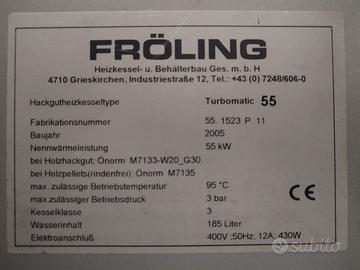 FRÖLING
Heizkessel- u. Behälterbau Ges. m. b. H
4710 Grieskirchen, Industriestraße 12, Tel.; +43 (0) 7248/606-0
Hackgutheizkesseltype Turbomatic 55
Fabrikationsnummer 55. 1523 P. 11
Baujahr 2005
Nennwärmeleistung 55 kW
bei Holzhackgut; Önorm M7133-W20_G30
bei Holzpellets(rindenfrei), Önorm M7135
max. zulässige Betriebstemperatur 95 °C
max. zulässiger Betriebsdruck 3 bar
Kesselklasse 3
Wasserinhalt 185 Liter
Elektroanschluß 400V ;50Hz; 12A; 430W
CE
subito